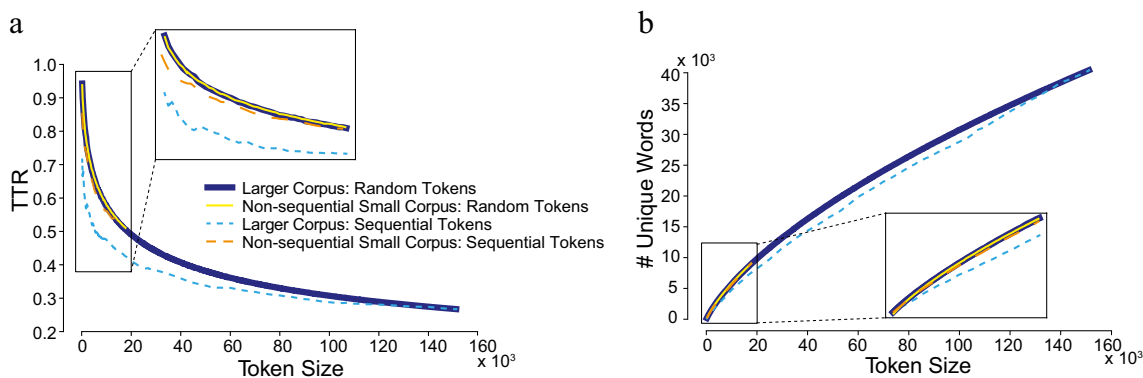 a
1.0
0.9
0.8
0.7
0.6
0.5
0.4
0.3
0.2
TTR
Larger Corpus: Random Tokens
Non-sequential Small Corpus: Random Tokens
Larger Corpus: Sequential Tokens
Non-sequential Small Corpus: Sequential Tokens
0 20 40 60 80 100 120 140 160
x 10³
Token Size
b
x 10³
40
35
30
25
20
15
10
5
0
# Unique Words
0 20 40 60 80 100 120 140 160
x 10³
Token Size